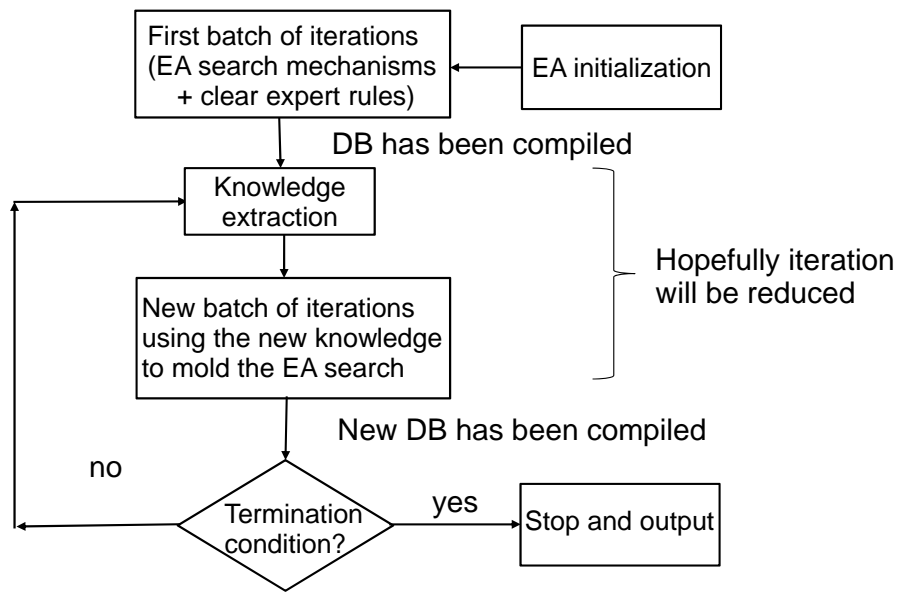 First batch of iterations
(EA search mechanisms
+ clear expert rules)
EA initialization
DB has been compiled
Knowledge
extraction
Hopefully iteration
will be reduced
New batch of iterations
using the new knowledge
to mold the EA search
New DB has been compiled
no
yes
Termination
condition?
Stop and output